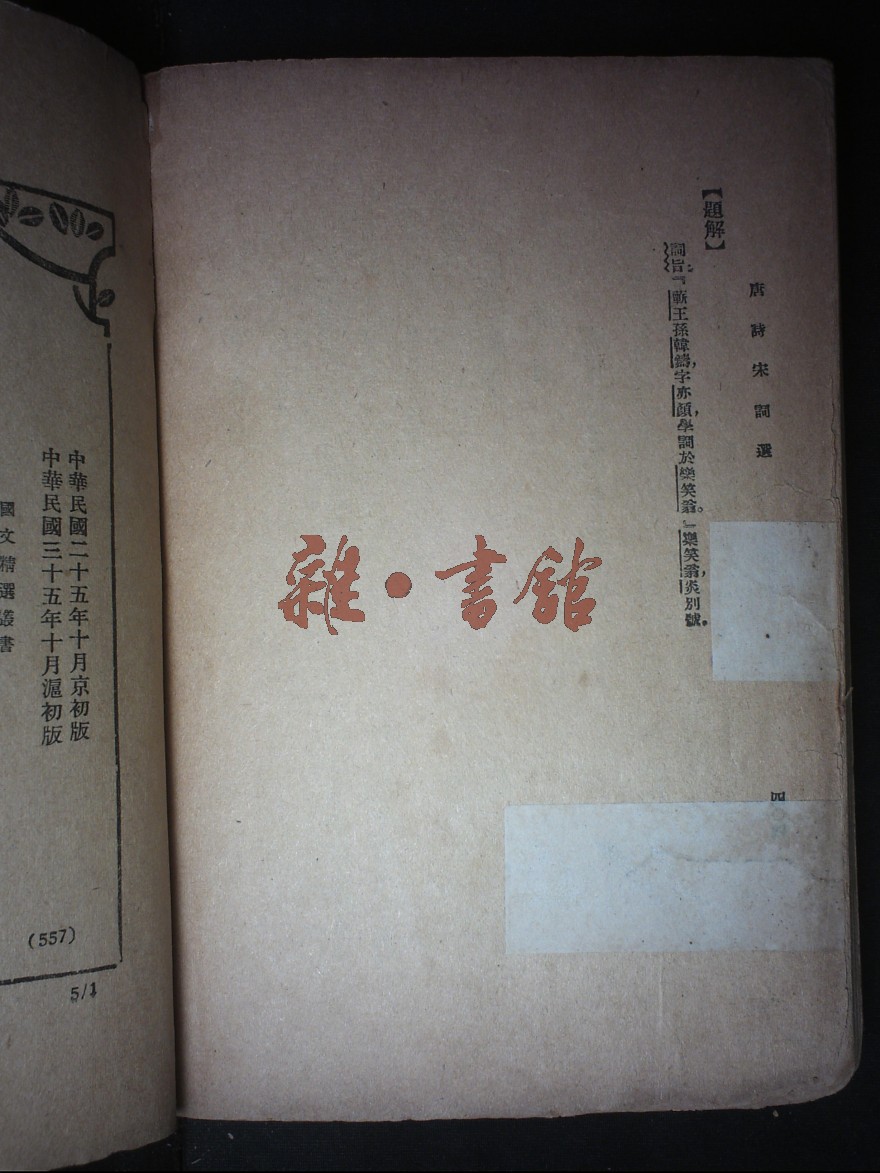 唐詩宋詞選
【題解】
詞旨：『蘄王孫韓鑄，字亦顏，學詞於樂笑翁。』樂笑翁，炎別號。
四
雜·書館
中華民國二十五年十月京初版
中華民國三十五年十月滬初版
國文精選叢書
(557)
5/1